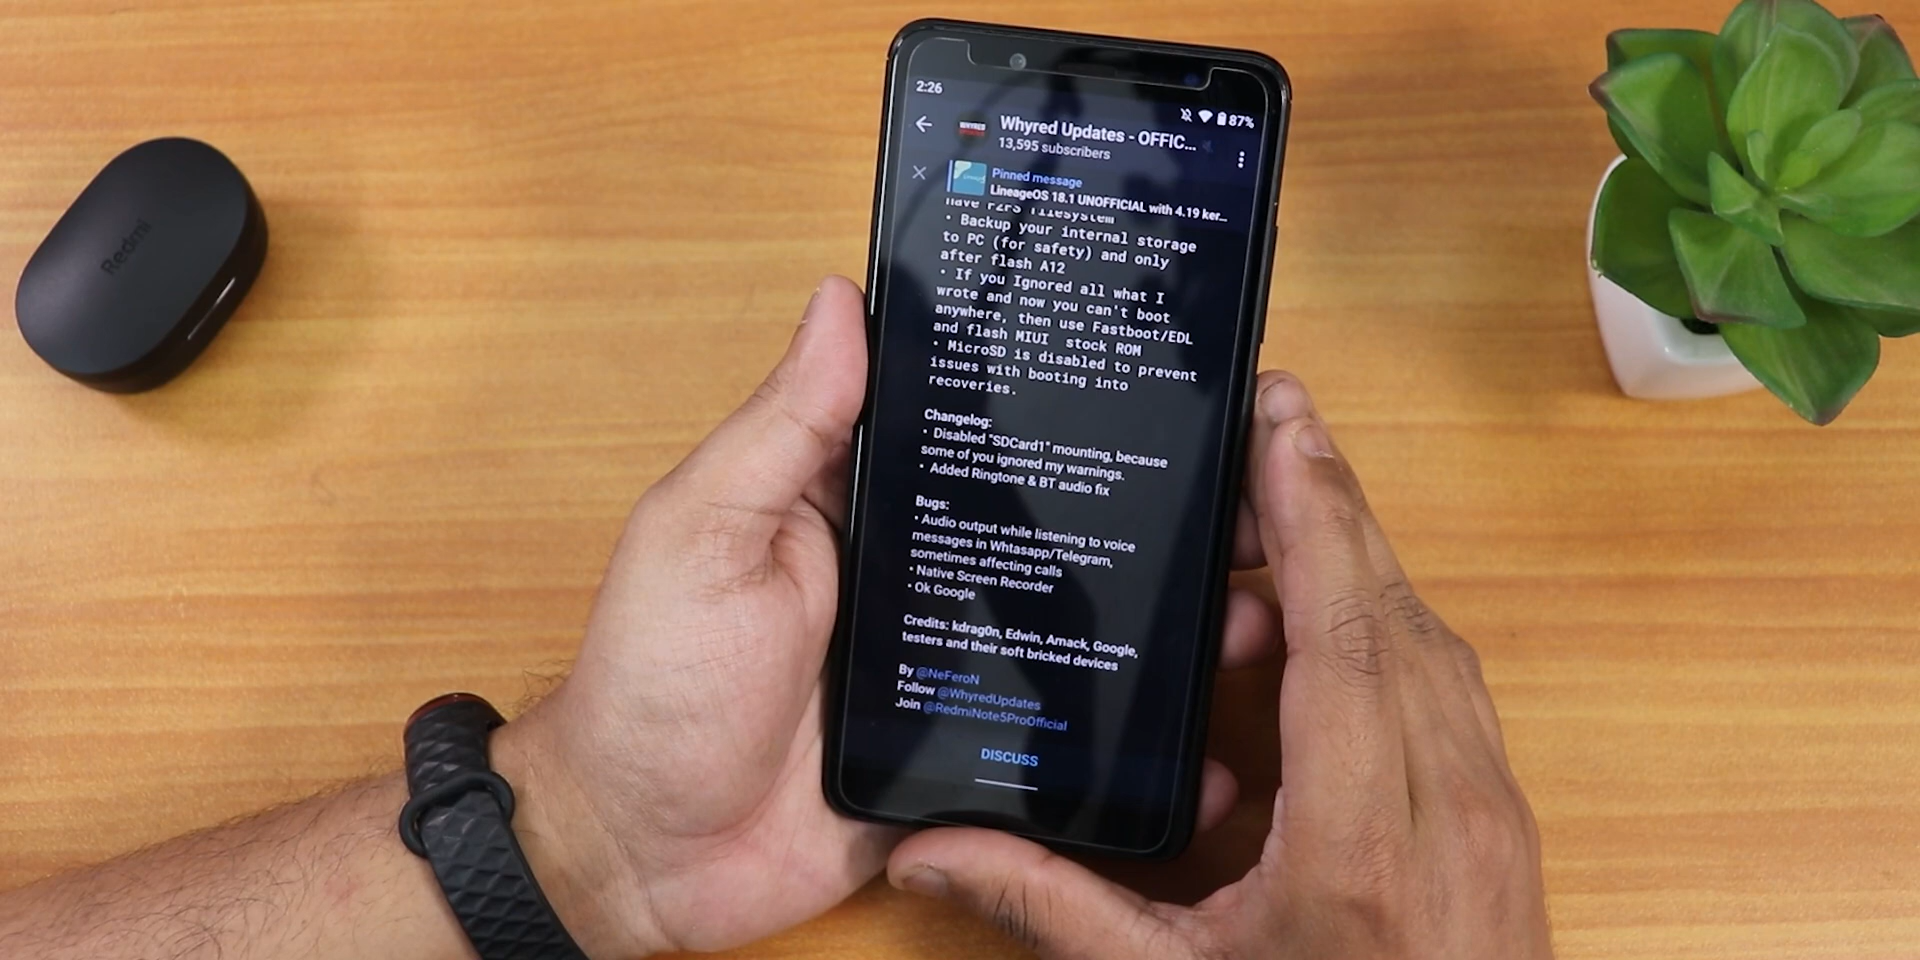 Redmi
2:26
87%
WHYRED
Whyred Updates - OFFIC...
13,595 subscribers
Pinned message
LineageOS 18.1 UNOFFICIAL with 4.19 ker...
have F2FS filesystem
• Backup your internal storage
to PC (for safety) and only
after flash A12
• If you Ignored all what I
wrote and now you can't boot
anywhere, then use Fastboot/EDL
and flash MIUI stock ROM
• MicroSD is disabled to prevent
issues with booting into
recoveries.
Changelog:
• Disabled "SDCard1" mounting, because
some of you ignored my warnings.
• Added Ringtone & BT audio fix
Bugs:
• Audio output while listening to voice
messages in Whtasapp/Telegram,
sometimes affecting calls
• Native Screen Recorder
• Ok Google
Credits: kdrag0n, Edwin, Amack, Google,
testers and their soft bricked devices
By @NeFeroN
Follow @WhyredUpdates
Join @RedmiNote5ProOfficial
DISCUSS